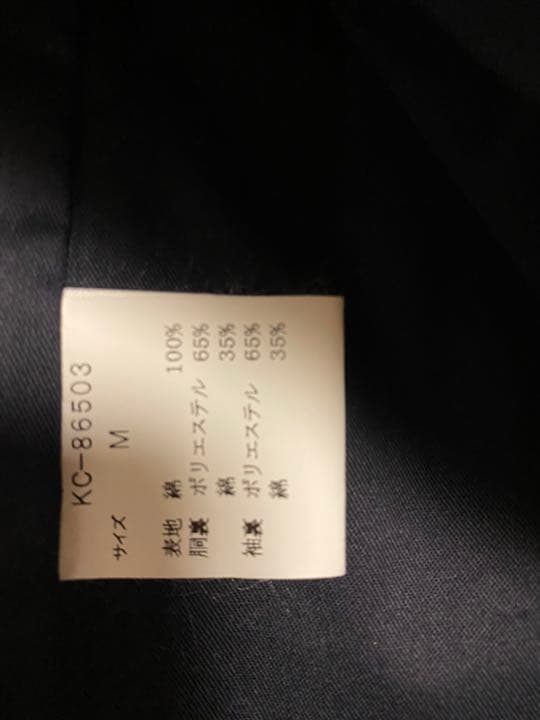 KC-86503
サイズ M
表地 綿 100%
胴裏 ポリエステル 65%
綿 35%
袖裏 ポリエステル 65%
綿 35%